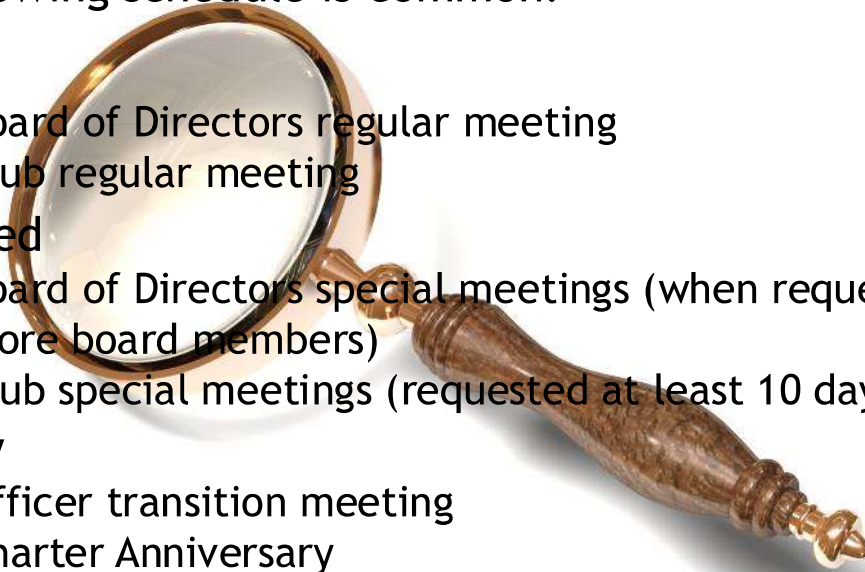 owing schedule is common:
oard of Directors regular meeting
ub regular meeting
ed
oard of Directors special meetings (when reque
ore board members)
ub special meetings (requested at least 10 day
y
fficer transition meeting
harter Anniversary